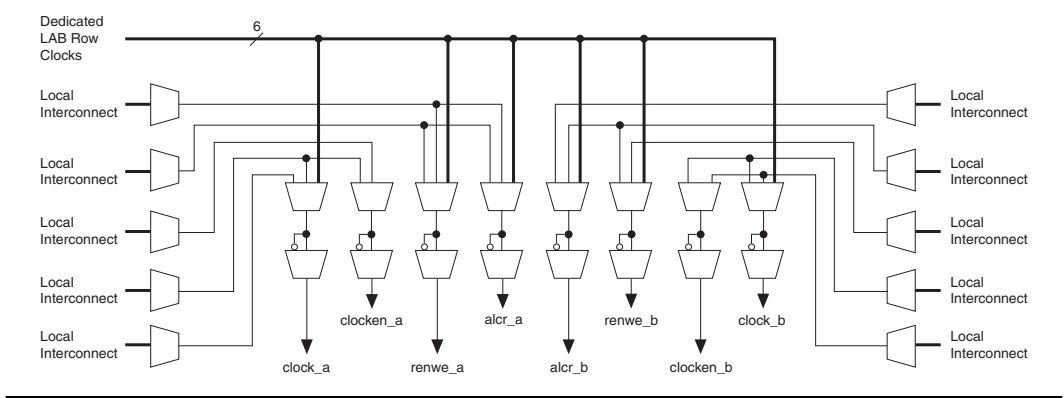 Dedicated
LAB Row
Clocks
6
Local
Interconnect
Local
Interconnect
Local
Interconnect
Local
Interconnect
Local
Interconnect
Local
Interconnect
Local
Interconnect
Local
Interconnect
Local
Interconnect
Local
Interconnect
clocken_a
alcr_a
renwe_b
clock_b
clock_a
renwe_a
alcr_b
clocken_b